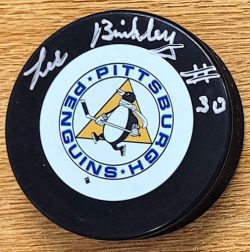 Les Binkley
#30
PITTSBURGH
PENGUINS